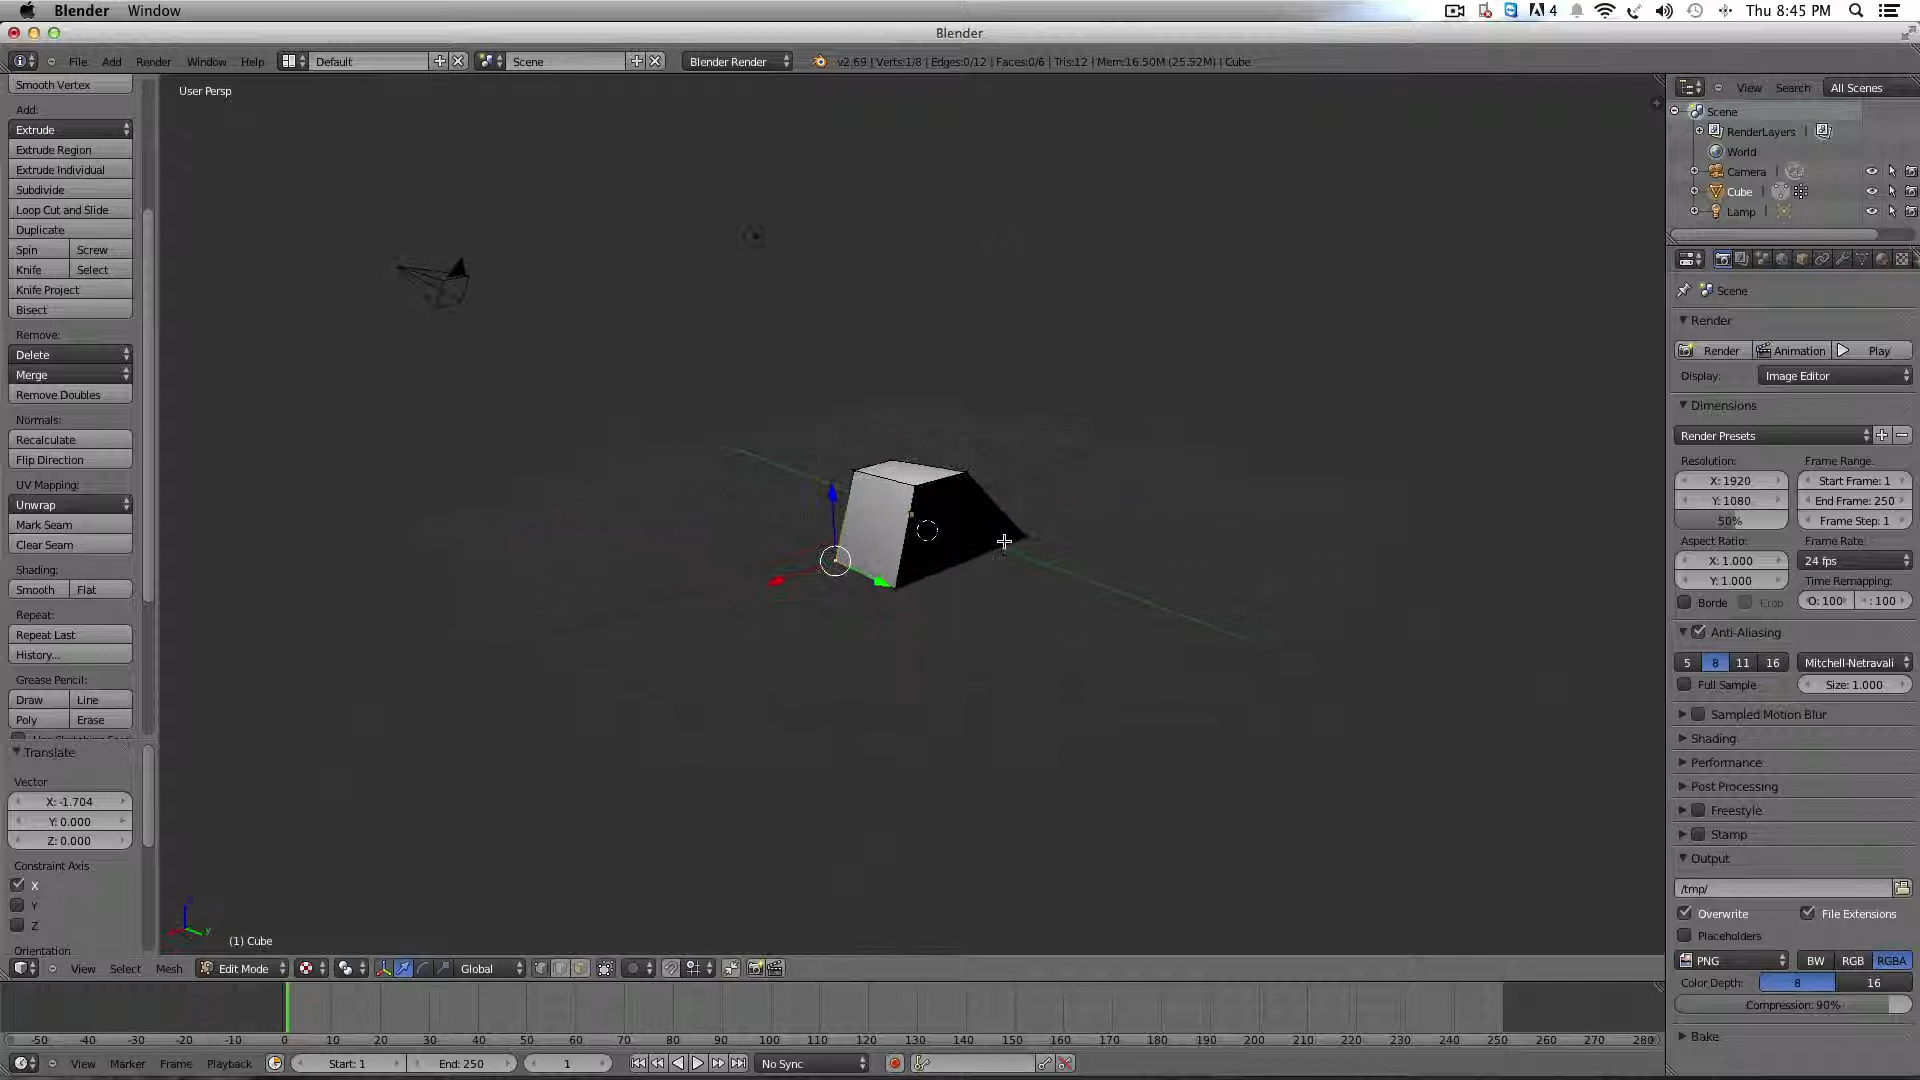 Blender Window
4 Thu 8:45 PM
Blender
File Add Render Window Help Default Scene Blender Render v2.69 | Verts:1/8 | Edges:0/12 | Faces:0/6 | Tris:12 | Mem:16.50M (25.52M) | Cube
User Persp
Smooth Vertex
Add:
Extrude
Extrude Region
Extrude Individual
Subdivide
Loop Cut and Slide
Duplicate
Spin Screw
Knife Select
Knife Project
Bisect
Remove:
Delete
Merge
Remove Doubles
Normals:
Recalculate
Flip Direction
UV Mapping:
Unwrap
Mark Seam
Clear Seam
Shading:
Smooth Flat
Repeat:
Repeat Last
History...
Grease Pencil:
Draw Line
Poly Erase
Translate
Vector
X: -1.704
Y: 0.000
Z: 0.000
Constraint Axis
X
Y
Z
Orientation
y
(1) Cube
View Select Mesh Edit Mode Global
-50 -40 -30 -20 -10 0 10 20 30 40 50 60 70 80 90 100 110 120 130 140 150 160 170 180 190 200 210 220 230 240 250 260 270 280
View Marker Frame Playback Start: 1 End: 250 1 No Sync
View Search All Scenes
Scene
RenderLayers |
World
Camera |
Cube |
Lamp |
Scene
Render
Render Animation Play
Display: Image Editor
Dimensions
Render Presets
Resolution: Frame Range:
X: 1920 Start Frame: 1
Y: 1080 End Frame: 250
50% Frame Step: 1
Aspect Ratio: Frame Rate:
X: 1.000 24 fps
Y: 1.000 Time Remapping:
Borde Crop O: 100 : 100
Anti-Aliasing
5 8 11 16 Mitchell-Netravali
Full Sample Size: 1.000
Sampled Motion Blur
Shading
Performance
Post Processing
Freestyle
Stamp
Output
/tmp/
Overwrite File Extensions
Placeholders
PNG BW RGB RGBA
Color Depth: 8 16
Compression: 90%
Bake